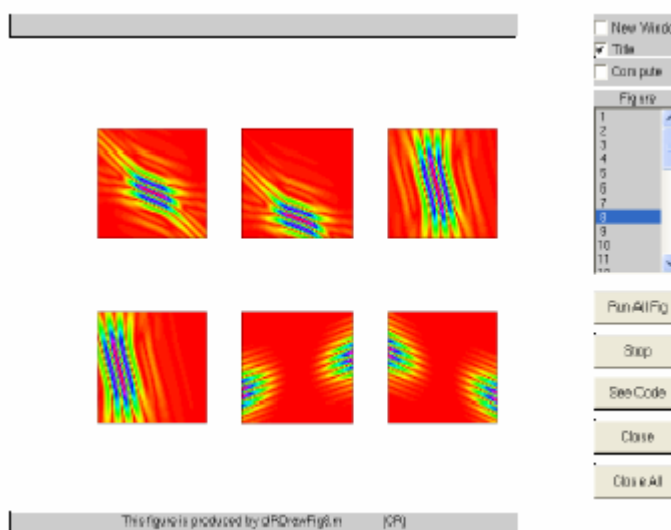 New Windo
Title
Compute
Figure
1
2
3
4
5
6
7
8
9
10
11
Run All Fig
Stop
See Code
Close
Close All
This figure is produced by